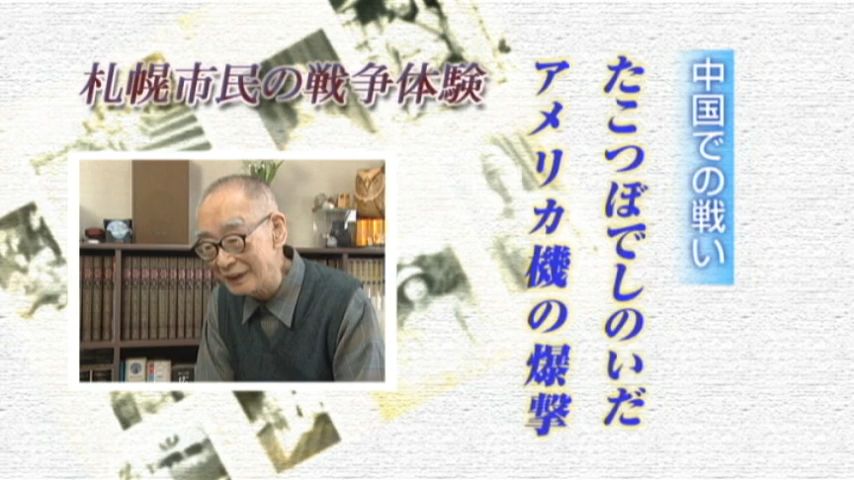 札幌市民の戦争体験
中国での戦い
たこつぼでしのいだ
アメリカ機の爆撃